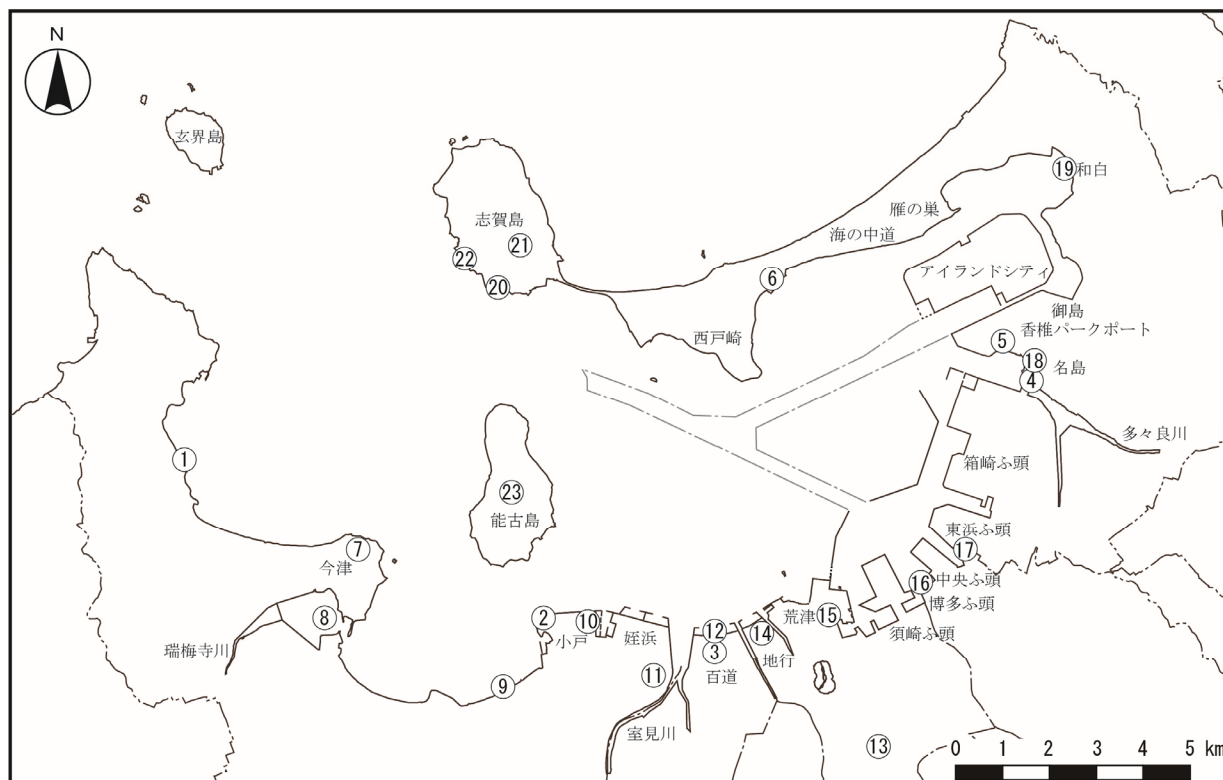 N
玄界島
⑲和白
雁の巣
志賀島
海の中道
㉑
㉒
アイランドシティ
⑥
⑳
御島
西戸崎
香椎パークポート
⑤
⑱
名島
④
多々良川
①
箱崎ふ頭
㉓
能古島
東浜ふ頭
⑦
⑰
今津
中央ふ頭
⑯
博多ふ頭
⑧
②
⑩
小戸
姪浜
⑫
⑭
荒津
⑮
須崎ふ頭
瑞梅寺川
③
百道
地行
⑪
⑨
室見川
⑬
0 1 2 3 4 5 km